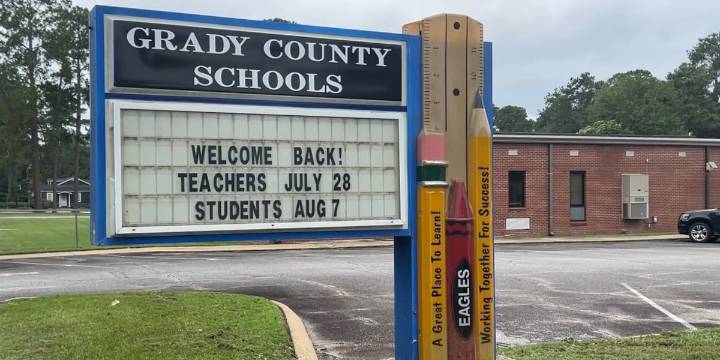 GRADY COUNTY
SCHOOLS
WELCOME BACK!
TEACHERS JULY 28
STUDENTS AUG 7
A Great Place To Learn!
EAGLES
Working Together For Success!